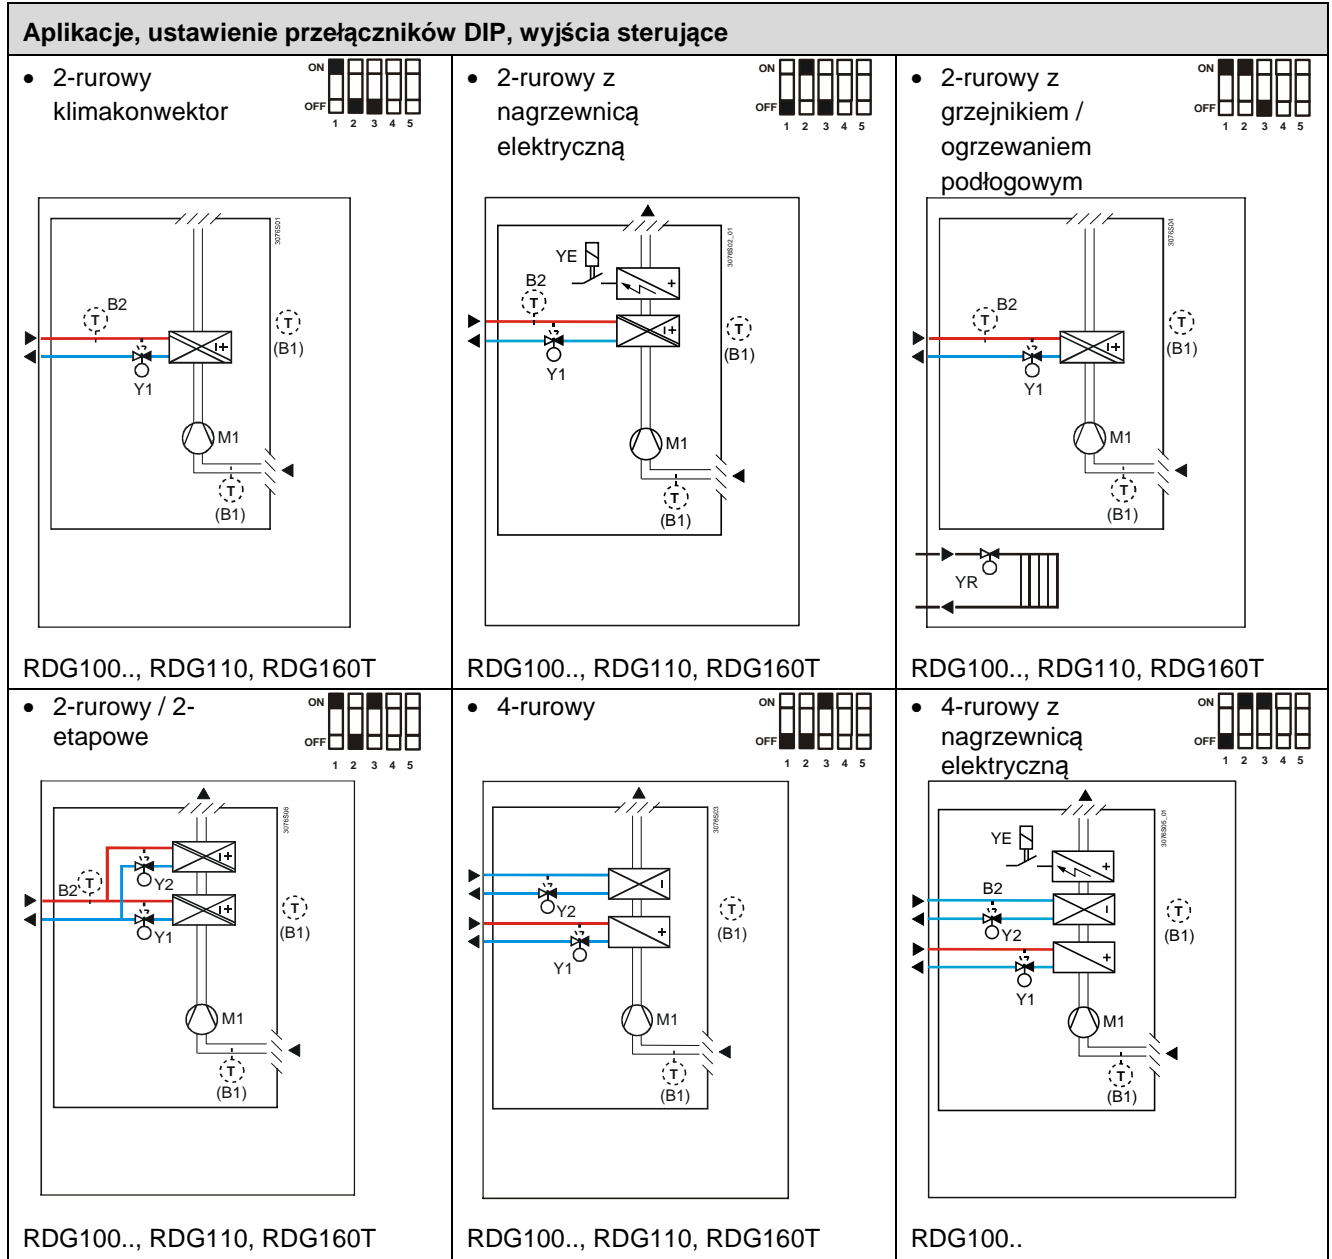 Aplikacje, ustawienie przełączników DIP, wyjścia sterujące
• 2-rurowy
klimakonwektor
ON
OFF
1 2 3 4 5
3076S01
B2
T
T
(B1)
Y1
M1
T
(B1)
RDG100.., RDG110, RDG160T
• 2-rurowy z
nagrzewnicą
elektryczną
ON
OFF
1 2 3 4 5
3076S02_01
YE
+
B2
T
T
(B1)
Y1
M1
T
(B1)
RDG100.., RDG110, RDG160T
• 2-rurowy z
grzejnikiem /
ogrzewaniem
podłogowym
ON
OFF
1 2 3 4 5
3076S04
B2
T
T
(B1)
Y1
M1
T
(B1)
YR
RDG100.., RDG110, RDG160T
• 2-rurowy / 2-
etapowe
ON
OFF
1 2 3 4 5
3076S06
B2
T
Y2
T
(B1)
Y1
M1
T
(B1)
RDG100.., RDG110, RDG160T
• 4-rurowy
ON
OFF
1 2 3 4 5
3076S03
Y2
T
(B1)
Y1
M1
T
(B1)
RDG100.., RDG110, RDG160T
• 4-rurowy z
nagrzewnicą
elektryczną
ON
OFF
1 2 3 4 5
3076S05_01
YE
+
B2
Y2
T
(B1)
Y1
M1
T
(B1)
RDG100..